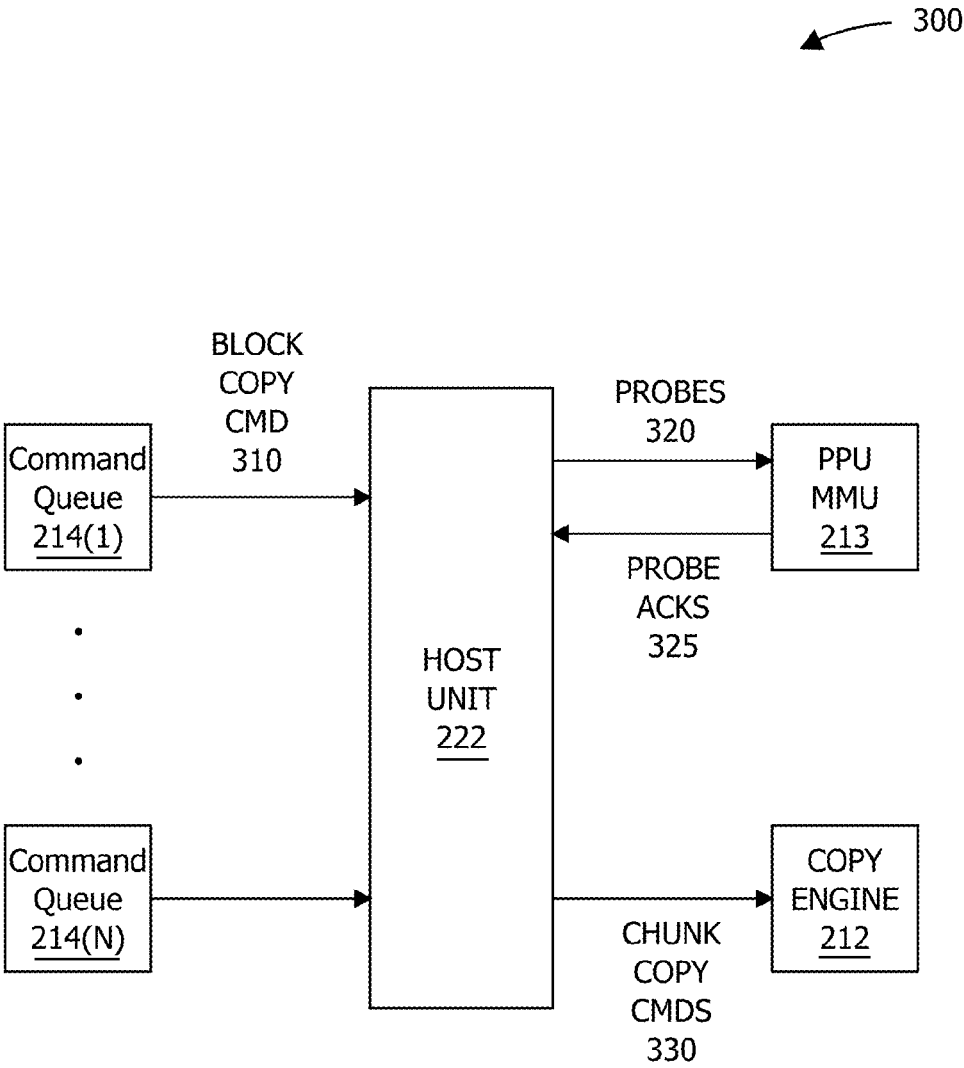 300
BLOCK
COPY
CMD
310
Command
Queue
214(1)
PROBES
320
PPU
MMU
213
PROBE
ACKS
325
HOST
UNIT
222
Command
Queue
214(N)
COPY
ENGINE
212
CHUNK
COPY
CMDS
330